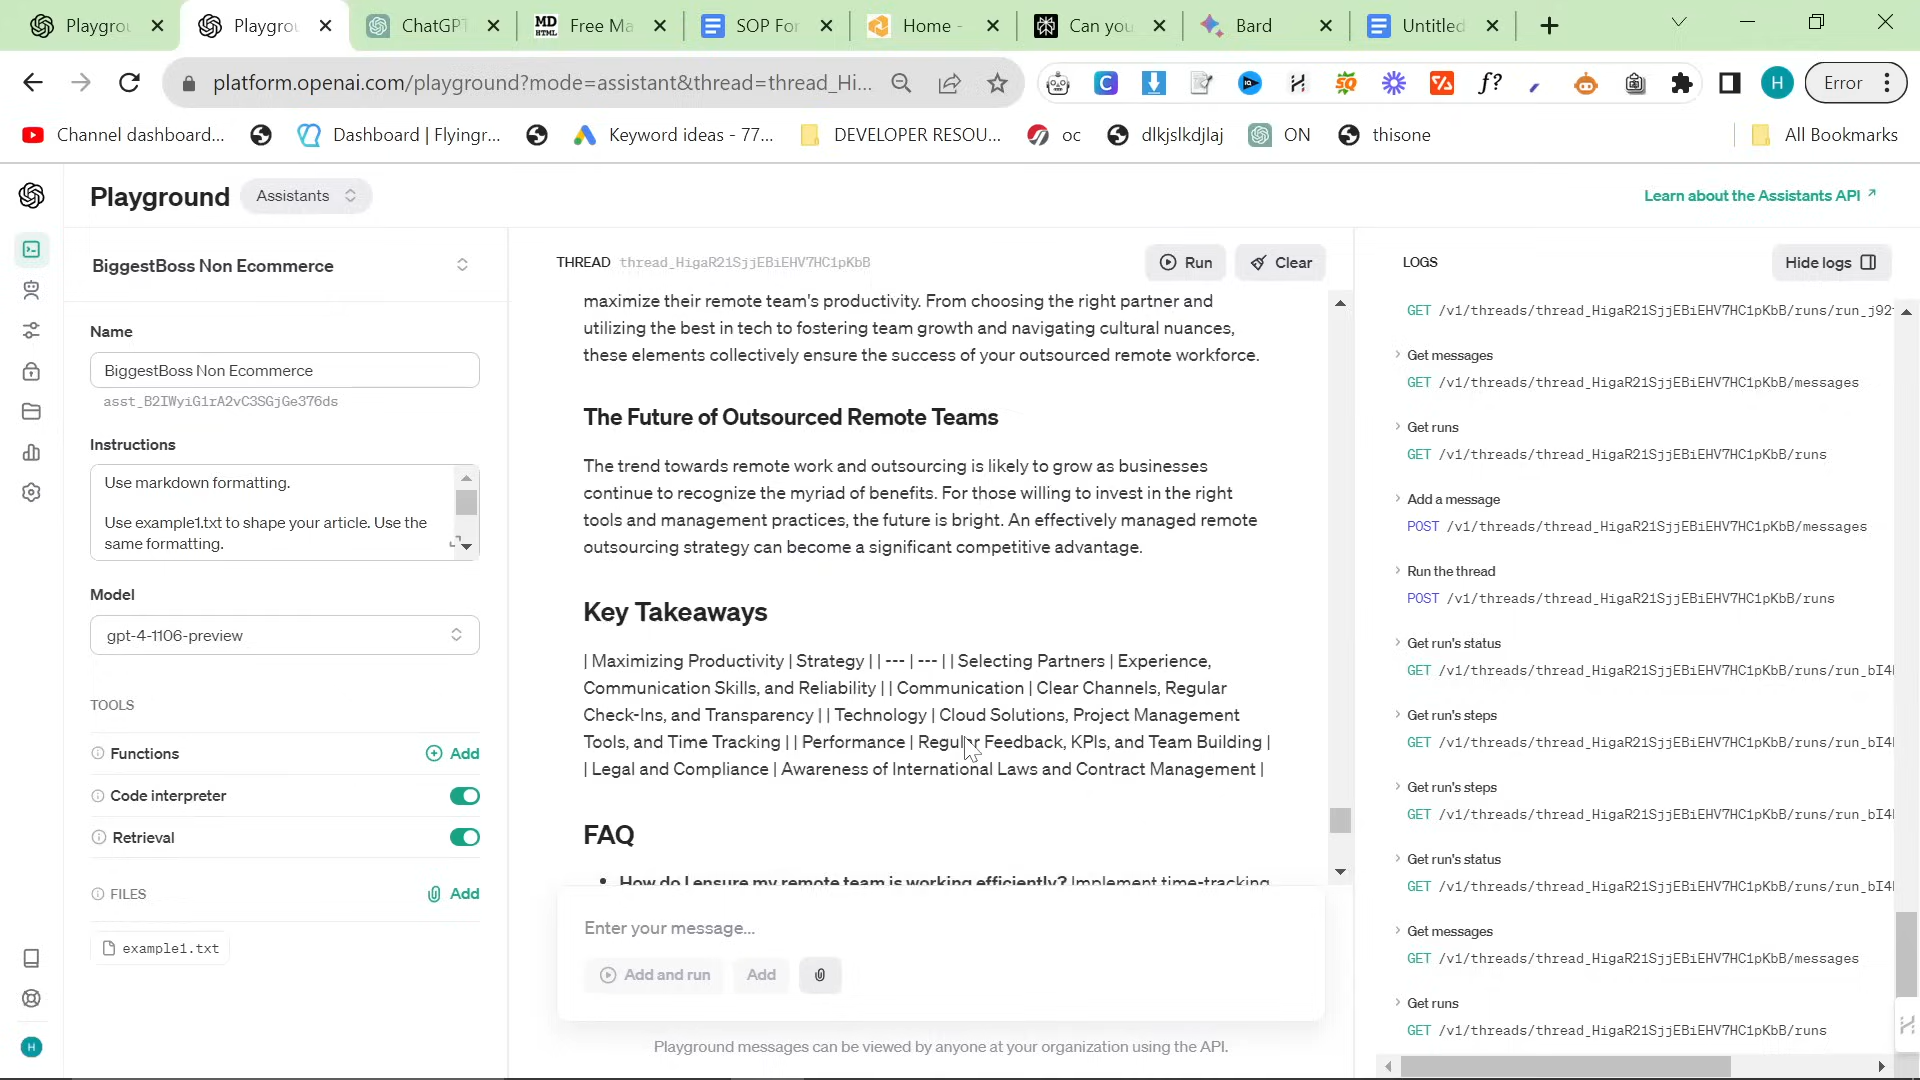 Playgrou
Playgrou
ChatGPT
MD HTML Free Ma
SOP For
Home -
Can you
Bard
Untitled
platform.openai.com/playground?mode=assistant&thread=thread_Hi...
Error
Channel dashboard...
Dashboard | Flyingr...
Keyword ideas - 77...
DEVELOPER RESOU...
oc
dlkjslkdjlaj
ON
thisone
All Bookmarks
Playground
Assistants
Learn about the Assistants API
BiggestBoss Non Ecommerce
Name
BiggestBoss Non Ecommerce
asst_B2IWyiG1rA2vC3SGjGe376ds
Instructions
Use markdown formatting.
Use example1.txt to shape your article. Use the
same formatting.
Model
gpt-4-1106-preview
TOOLS
Functions
Add
Code interpreter
Retrieval
FILES
Add
example1.txt
H
THREAD thread_HigaR21SjjEBiEHV7HC1pKbB
Run
Clear
maximize their remote team's productivity. From choosing the right partner and
utilizing the best in tech to fostering team growth and navigating cultural nuances,
these elements collectively ensure the success of your outsourced remote workforce.
The Future of Outsourced Remote Teams
The trend towards remote work and outsourcing is likely to grow as businesses
continue to recognize the myriad of benefits. For those willing to invest in the right
tools and management practices, the future is bright. An effectively managed remote
outsourcing strategy can become a significant competitive advantage.
Key Takeaways
| Maximizing Productivity | Strategy | | --- | --- | | Selecting Partners | Experience,
Communication Skills, and Reliability | | Communication | Clear Channels, Regular
Check-Ins, and Transparency | | Technology | Cloud Solutions, Project Management
Tools, and Time Tracking | | Performance | Regular Feedback, KPIs, and Team Building |
| Legal and Compliance | Awareness of International Laws and Contract Management |
FAQ
How do I ensure my remote team is working efficiently? Implement time-tracking
Enter your message...
Add and run
Add
Playground messages can be viewed by anyone at your organization using the API.
LOGS
Hide logs
GET /v1/threads/thread_HigaR21SjjEBiEHV7HC1pKbB/runs/run_j92
Get messages
GET /v1/threads/thread_HigaR21SjjEBiEHV7HC1pKbB/messages
Get runs
GET /v1/threads/thread_HigaR21SjjEBiEHV7HC1pKbB/runs
Add a message
POST /v1/threads/thread_HigaR21SjjEBiEHV7HC1pKbB/messages
Run the thread
POST /v1/threads/thread_HigaR21SjjEBiEHV7HC1pKbB/runs
Get run's status
GET /v1/threads/thread_HigaR21SjjEBiEHV7HC1pKbB/runs/run_bI4
Get run's steps
GET /v1/threads/thread_HigaR21SjjEBiEHV7HC1pKbB/runs/run_bI4
Get run's steps
GET /v1/threads/thread_HigaR21SjjEBiEHV7HC1pKbB/runs/run_bI4
Get run's status
GET /v1/threads/thread_HigaR21SjjEBiEHV7HC1pKbB/runs/run_bI4
Get messages
GET /v1/threads/thread_HigaR21SjjEBiEHV7HC1pKbB/messages
Get runs
GET /v1/threads/thread_HigaR21SjjEBiEHV7HC1pKbB/runs